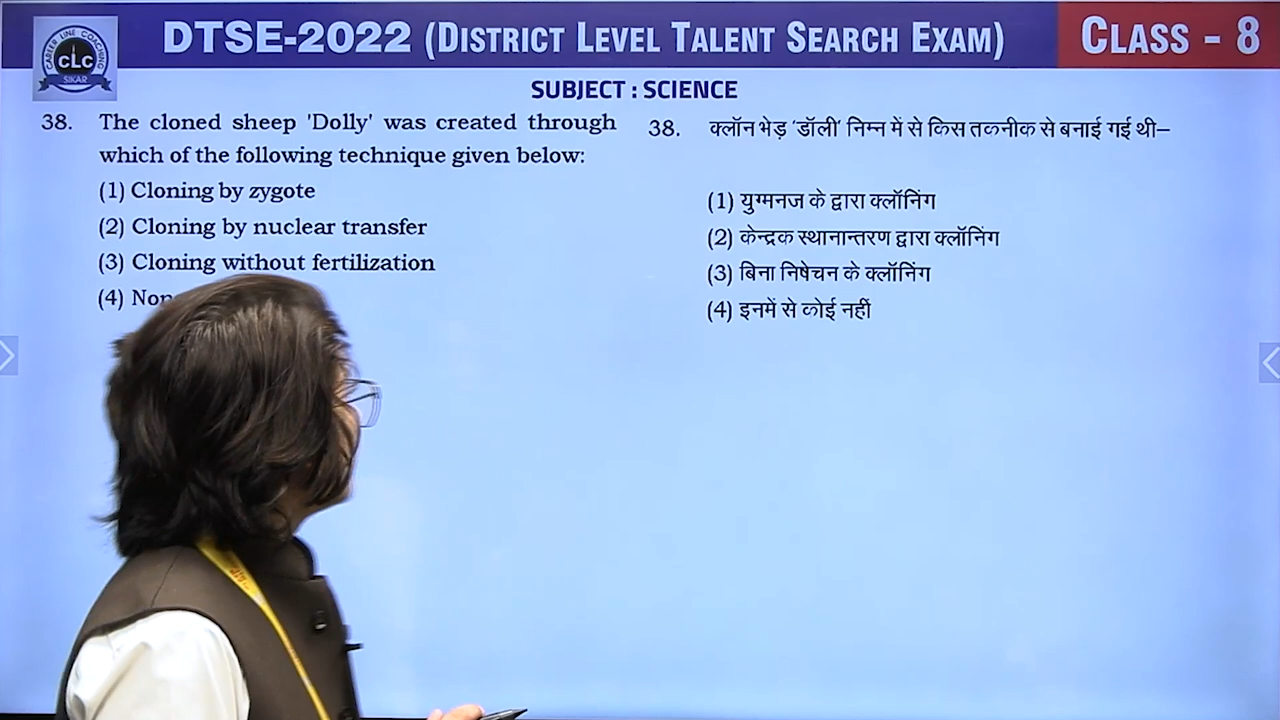 CAREER LINE COACHING
CLC
SIKAR
DTSE-2022 (DISTRICT LEVEL TALENT SEARCH EXAM)
CLASS - 8
SUBJECT : SCIENCE
38. The cloned sheep 'Dolly' was created through
which of the following technique given below:
(1) Cloning by zygote
(2) Cloning by nuclear transfer
(3) Cloning without fertilization
(4)
38. क्लॉन भेड़ 'डॉली' निम्न में से किस तकनीक से बनाई गई थी–
(1) युग्मनज के द्वारा क्लॉनिंग
(2) केन्द्रक स्थानान्तरण द्वारा क्लॉनिंग
(3) बिना निषेचन के क्लॉनिंग
(4) इनमें से कोई नहीं